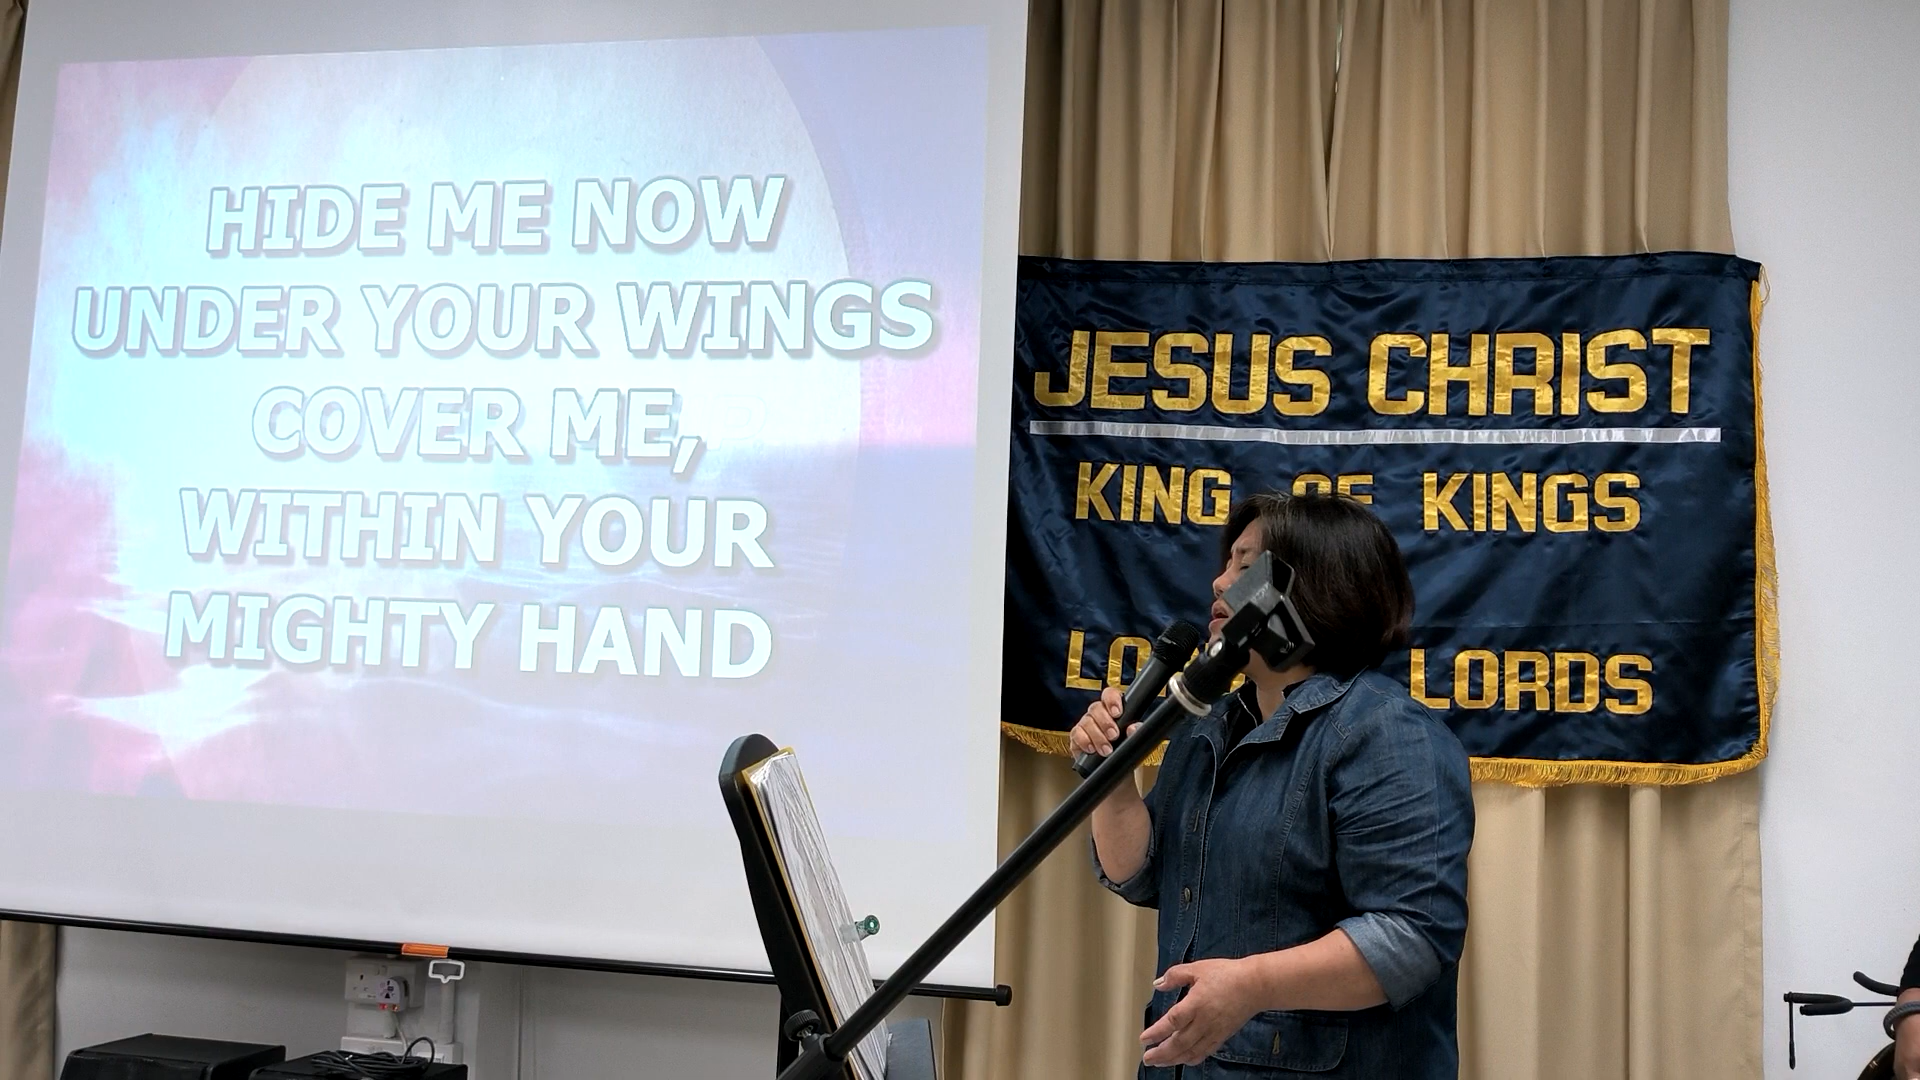 HIDE ME NOW
UNDER YOUR WINGS
COVER ME,
WITHIN YOUR
MIGHTY HAND
JESUS CHRIST
KING OF KINGS
LORDS